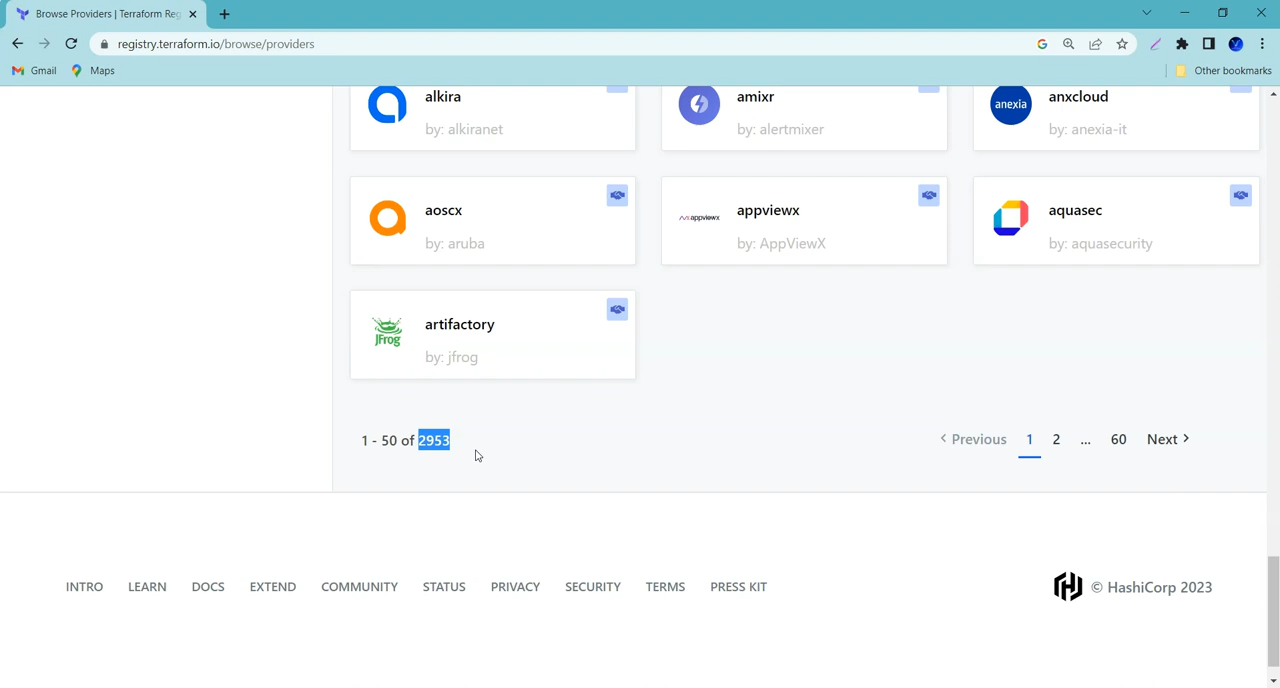 Browse Providers | Terraform Reg
registry.terraform.io/browse/providers
Gmail Maps Other bookmarks
alkira
by: alkiranet
amixr
by: alertmixer
anexia
anxcloud
by: anexia-it
aoscx
by: aruba
appviewx
appviewx
by: AppViewX
aquasec
by: aquasecurity
JFrog
artifactory
by: jfrog
1 - 50 of 2953
Previous 1 2 ... 60 Next
INTRO LEARN DOCS EXTEND COMMUNITY STATUS PRIVACY SECURITY TERMS PRESS KIT
© HashiCorp 2023